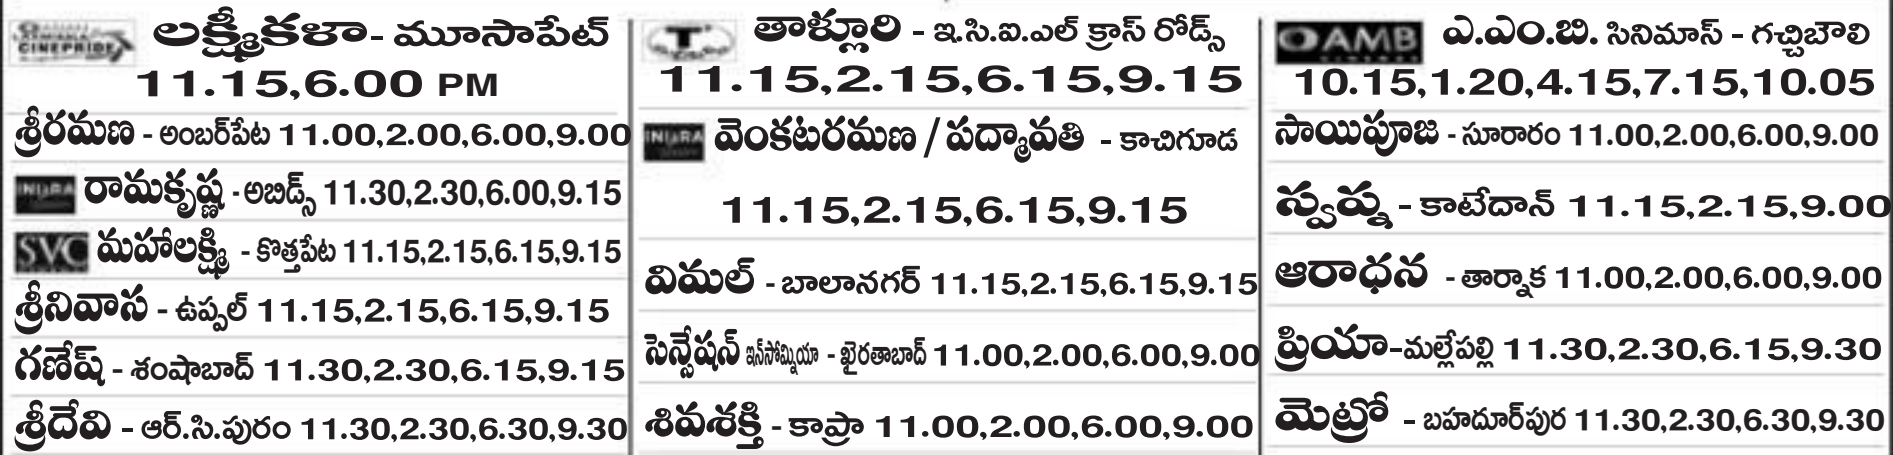 CINEPRIDE లక్ష్మీకళా - మూసాపేట్
11.15,6.00 PM
శ్రీరమణ - అంబర్‌పేట 11.00,2.00,6.00,9.00
రామకృష్ణ - అబిడ్స్ 11.30,2.30,6.00,9.15
SVC మహాలక్ష్మి - కొత్తపేట 11.15,2.15,6.15,9.15
శ్రీనివాస - ఉప్పల్ 11.15,2.15,6.15,9.15
గణేష్ - శంషాబాద్ 11.30,2.30,6.15,9.15
శ్రీదేవి - ఆర్.సి.పురం 11.30,2.30,6.30,9.30
T తాళ్లూరి - ఇ.సి.ఐ.ఎల్ క్రాస్ రోడ్స్
11.15,2.15,6.15,9.15
వెంకటరమణ / పద్మావతి - కాచిగూడ
11.15,2.15,6.15,9.15
విమల్ - బాలానగర్ 11.15,2.15,6.15,9.15
సెన్సేషన్ ఇన్‌సోమ్నియా - ఖైరతాబాద్ 11.00,2.00,6.00,9.00
శివశక్తి - కాప్రా 11.00,2.00,6.00,9.00
AMB ఎ.ఎం.బి. సినిమాస్ - గచ్చిబౌలి
10.15,1.20,4.15,7.15,10.05
సాయిపూజ - సూరారం 11.00,2.00,6.00,9.00
స్వప్న - కాటేదాన్ 11.15,2.15,9.00
ఆరాధన - తార్నాక 11.00,2.00,6.00,9.00
ప్రియా-మల్లేపల్లి 11.30,2.30,6.15,9.30
మెట్రో - బహదూర్‌పుర 11.30,2.30,6.30,9.30